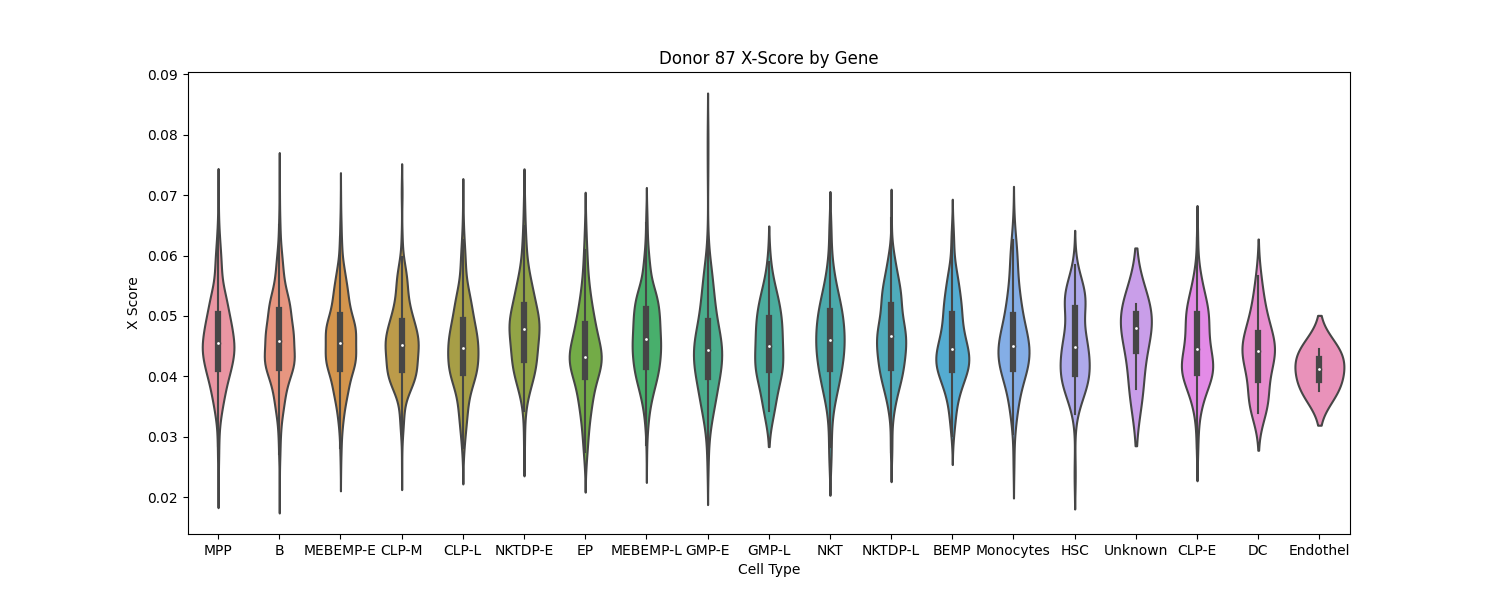 Donor 87 X-Score by Gene
0.09
0.08
0.07
0.06
0.05
0.04
0.03
0.02
X Score
MPP B MEBEMP-E CLP-M CLP-L NKTDP-E EP MEBEMP-L GMP-E GMP-L NKT NKTDP-L BEMP Monocytes HSC Unknown CLP-E DC Endothel
Cell Type